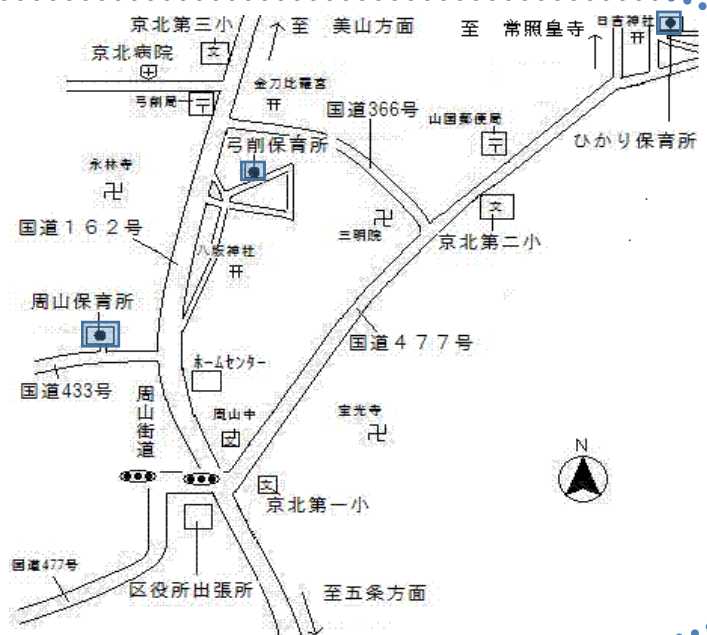 京北第三小
至 美山方面
至 常照皇寺
日吉神社
京北病院
弓削局
金刀比羅宮
国道366号
山国郵便局
ひかり保育所
弓削保育所
永林寺
国道１６２号
八坂神社
三明院
京北第二小
周山保育所
国道４７７号
国道433号
ホームセンター
周山街道
周山中
宝光寺
N
京北第一小
国道477号
区役所出張所
至五条方面
文
文
文
文